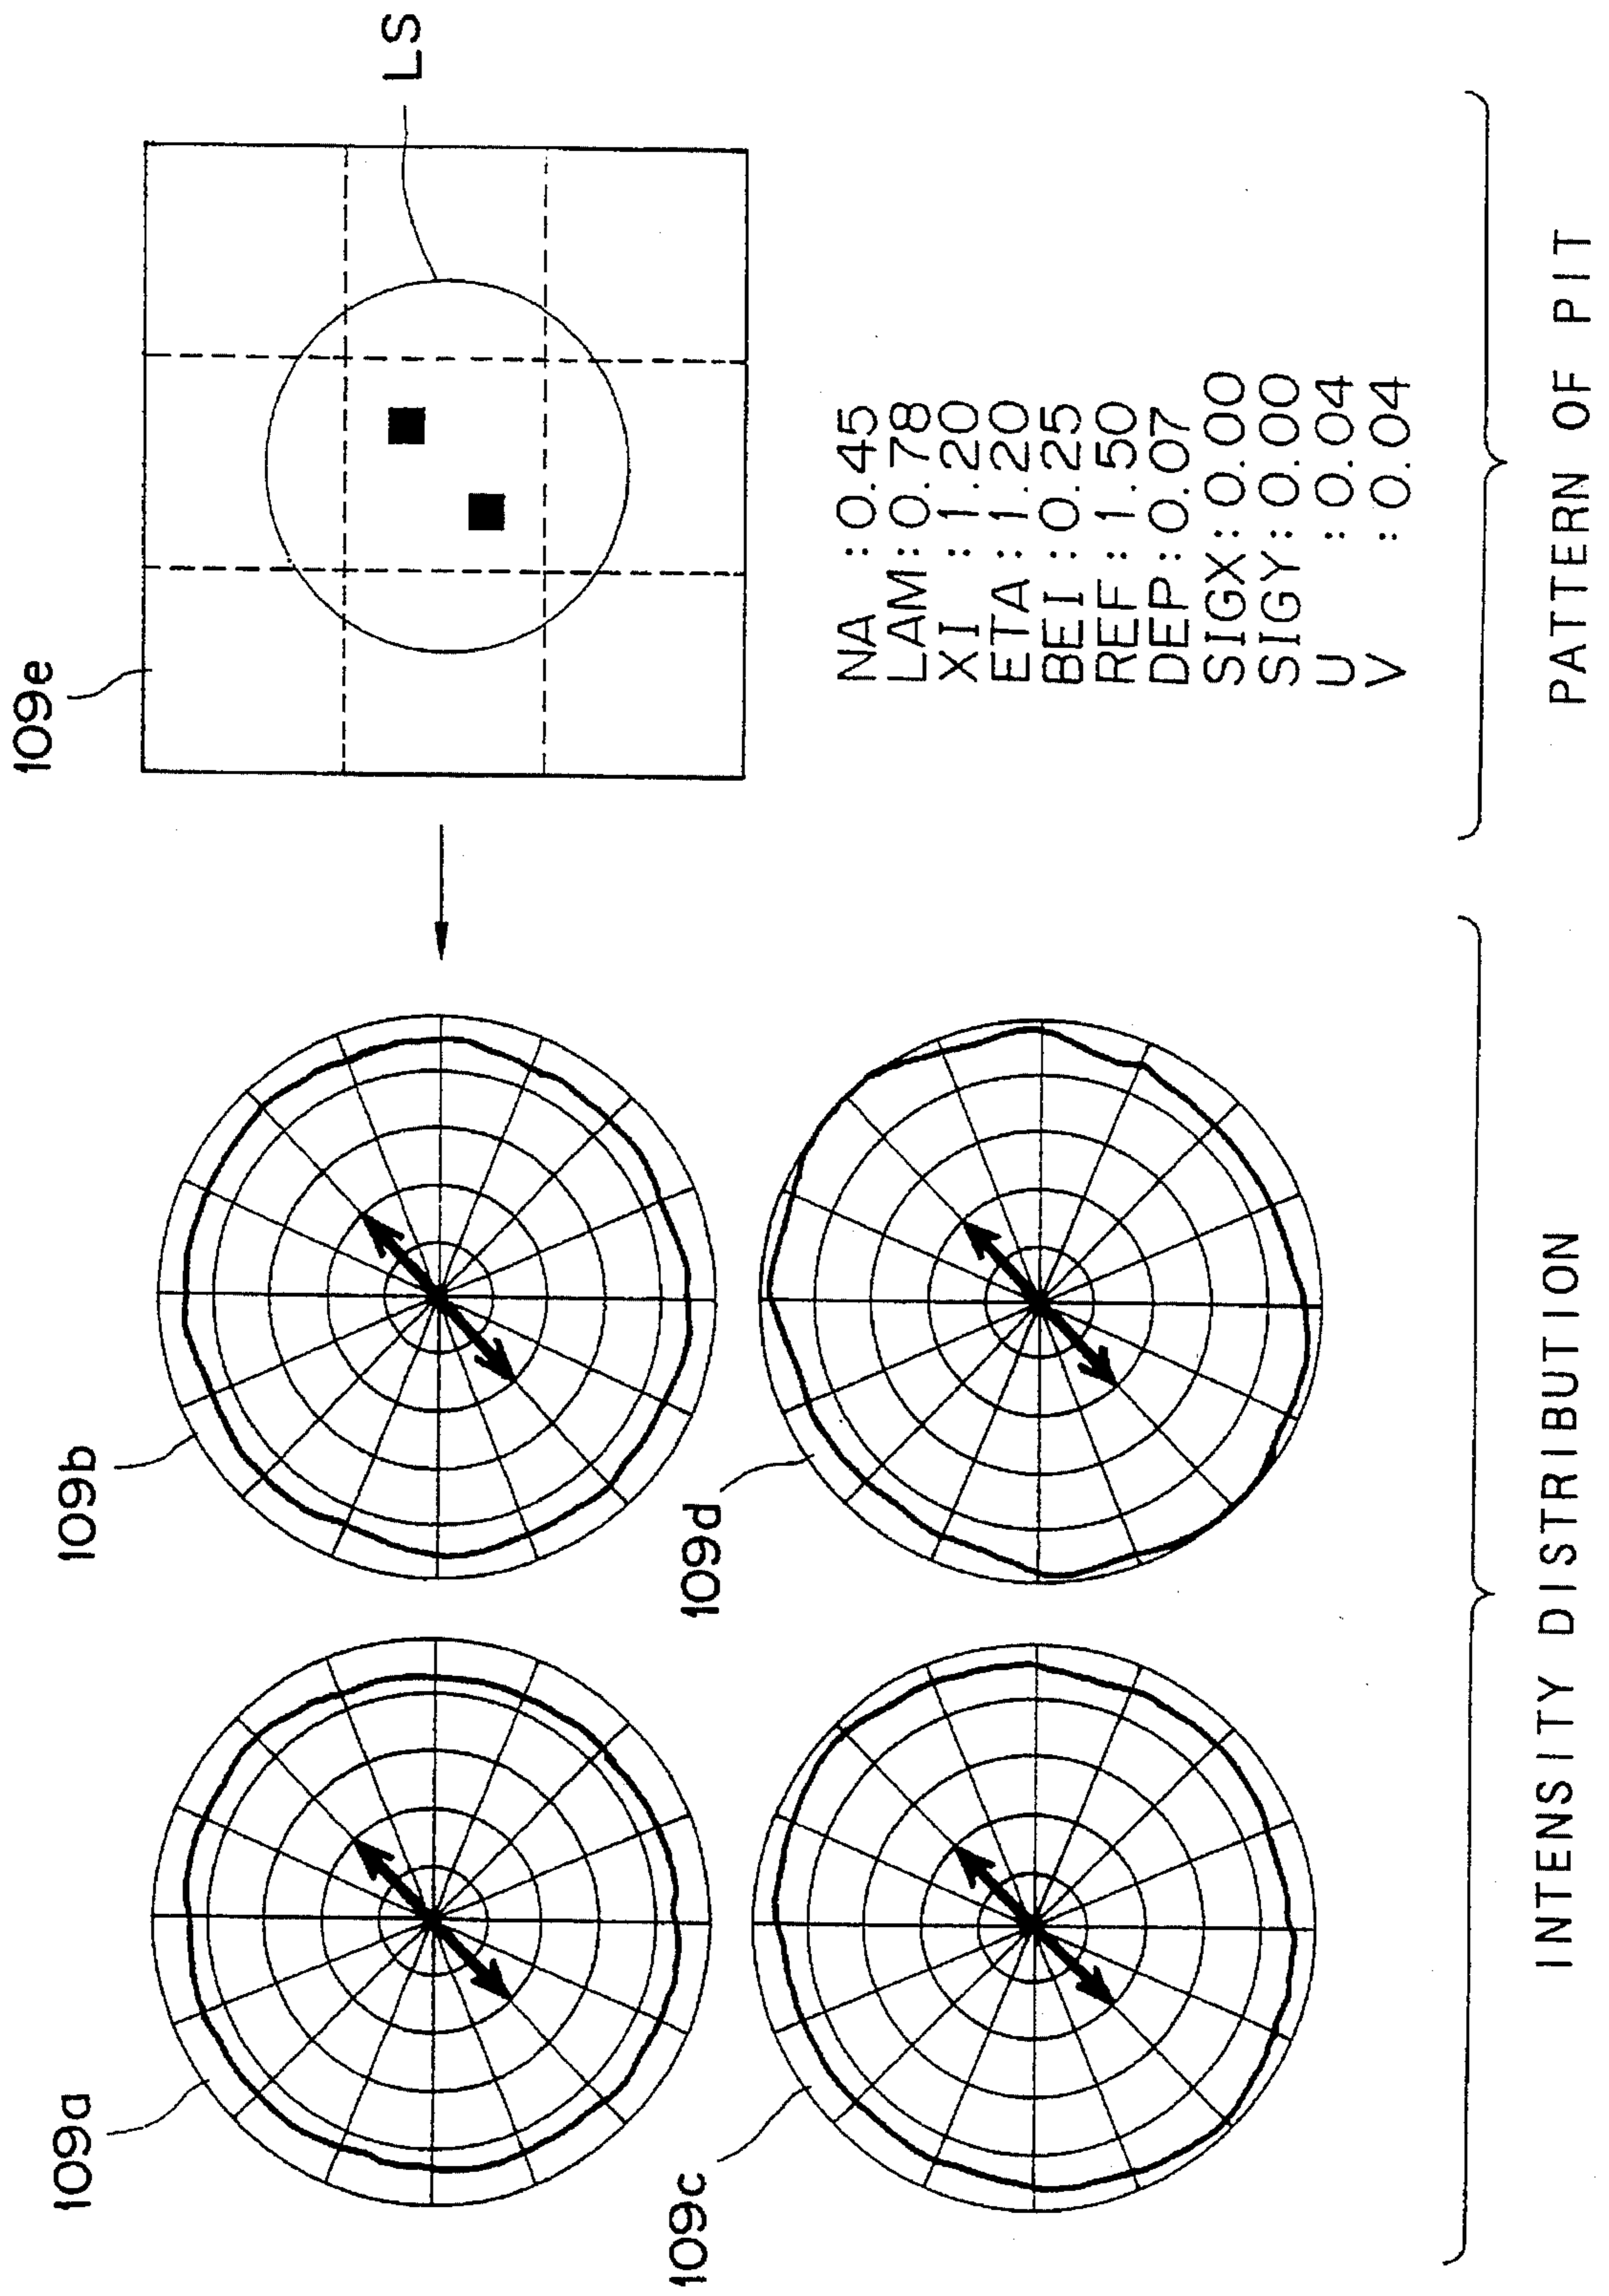 109a
109b
109c
109d
INTENSITY DISTRIBUTION
109e
LS
NA : 0.45
LAM : 0.78
XI : 1.20
ETA : 1.20
BEI : 0.25
REF : 1.50
DEP : 0.07
SIGX : 0.00
SIGY : 0.00
U : 0.04
V : 0.04
PATTERN OF PIT